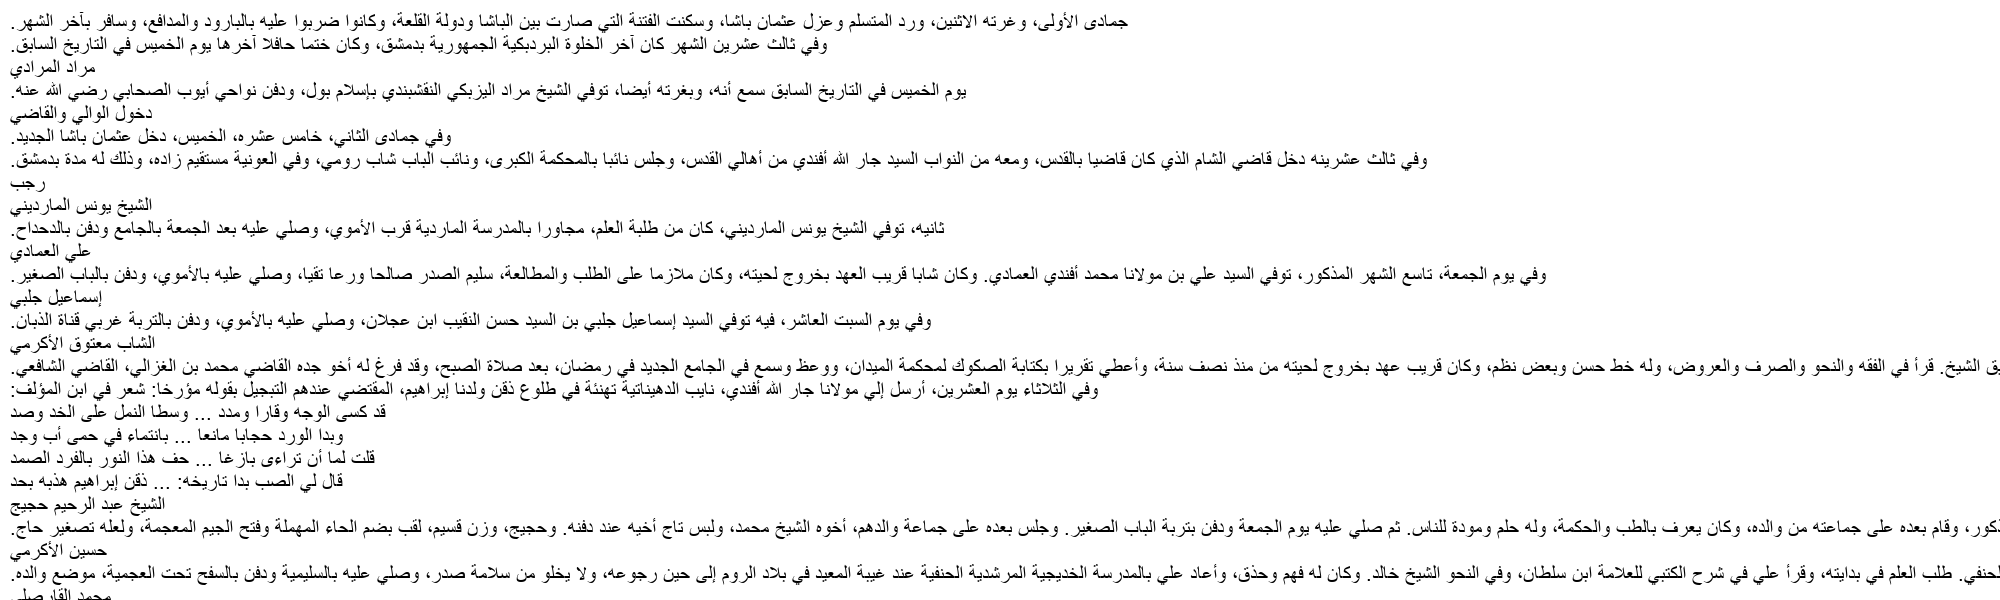 جمادى الأولى، وغرته الاثنين، ورد المتسلم وعزل عثمان باشا، وسكنت الفتنة التي صارت بين الباشا ودولة القلعة، وكانوا ضربوا عليه بالبارود والمدافع، وسافر بآخر الشهر.
وفي ثالث عشرين الشهر كان آخر الخلوة البردبكية الجمهورية بدمشق، وكان ختما حافلا آخرها يوم الخميس في التاريخ السابق.
مراد المرادي
يوم الخميس في التاريخ السابق سمع أنه، وبغرته أيضا، توفي الشيخ مراد اليزبكي النقشبندي بإسلام بول، ودفن نواحي أيوب الصحابي رضي الله عنه.
دخول الوالي والقاضي
وفي جمادى الثاني، خامس عشره، الخميس، دخل عثمان باشا الجديد.
وفي ثالث عشرينه دخل قاضي الشام الذي كان قاضيا بالقدس، ومعه من النواب السيد جار الله أفندي من أهالي القدس، وجلس نائبا بالمحكمة الكبرى، ونائب الباب شاب رومي، وفي العونية مستقيم زاده، وذلك له مدة بدمشق.
رجب
الشيخ يونس المارديني
ثانيه، توفي الشيخ يونس المارديني، كان من طلبة العلم، مجاورا بالمدرسة الماردية قرب الأموي، وصلي عليه بعد الجمعة بالجامع ودفن بالدحداح.
علي العمادي
وفي يوم الجمعة، تاسع الشهر المذكور، توفي السيد علي بن مولانا محمد أفندي العمادي. وكان شابا قريب العهد بخروج لحيته، وكان ملازما على الطلب والمطالعة، سليم الصدر صالحا ورعا تقيا، وصلي عليه بالأموي، ودفن بالباب الصغير.
إسماعيل جلبي
وفي يوم السبت العاشر، فيه توفي السيد إسماعيل جلبي بن السيد حسن النقيب ابن عجلان، وصلي عليه بالأموي، ودفن بالتربة غربي قناة الذبان.
الشاب معتوق الأكرمي
الشيخ. قرأ في الفقه والنحو والصرف والعروض، وله خط حسن وبعض نظم، وكان قريب عهد بخروج لحيته من منذ نصف سنة، وأعطي تقريرا بكتابة الصكوك لمحكمة الميدان، ووعظ وسمع في الجامع الجديد في رمضان، بعد صلاة الصبح، وقد فرغ له أخو جده القاضي محمد بن الغزالي، القاضي الشافعي.
وفي الثلاثاء يوم العشرين، أرسل إلي مولانا جار الله أفندي، نايب الدهيناتية تهنئة في طلوع ذقن ولدنا إبراهيم، المقتضي عندهم التبجيل بقوله مؤرخا: شعر في ابن المؤلف:
قد كسى الوجه وقارا ومدد ... وسطا النمل على الخد وصد
وبدا الورد حجابا مانعا ... بانتماء في حمى أب وجد
قلت لما أن تراءى بازغا ... حف هذا النور بالفرد الصمد
قال لي الصب بدا تاريخه: ... ذقن إبراهيم هذبه بحد
الشيخ عبد الرحيم حجيج
وقام بعده على جماعته من والده، وكان يعرف بالطب والحكمة، وله حلم ومودة للناس. ثم صلي عليه يوم الجمعة ودفن بتربة الباب الصغير. وجلس بعده على جماعة والدهم، أخوه الشيخ محمد، ولبس تاج أخيه عند دفنه. وحجيج، وزن قسيم، لقب بضم الحاء المهملة وفتح الجيم المعجمة، ولعله تصغير حاج.
حسين الأكرمي
طلب العلم في بدايته، وقرأ علي في شرح الكتبي للعلامة ابن سلطان، وفي النحو الشيخ خالد. وكان له فهم وحذق، وأعاد علي بالمدرسة الخديجية المرشدية الحنفية عند غيبة المعيد في بلاد الروم إلى حين رجوعه، ولا يخلو من سلامة صدر، وصلي عليه بالسليمية ودفن بالسفح تحت العجمية، موضع والده.